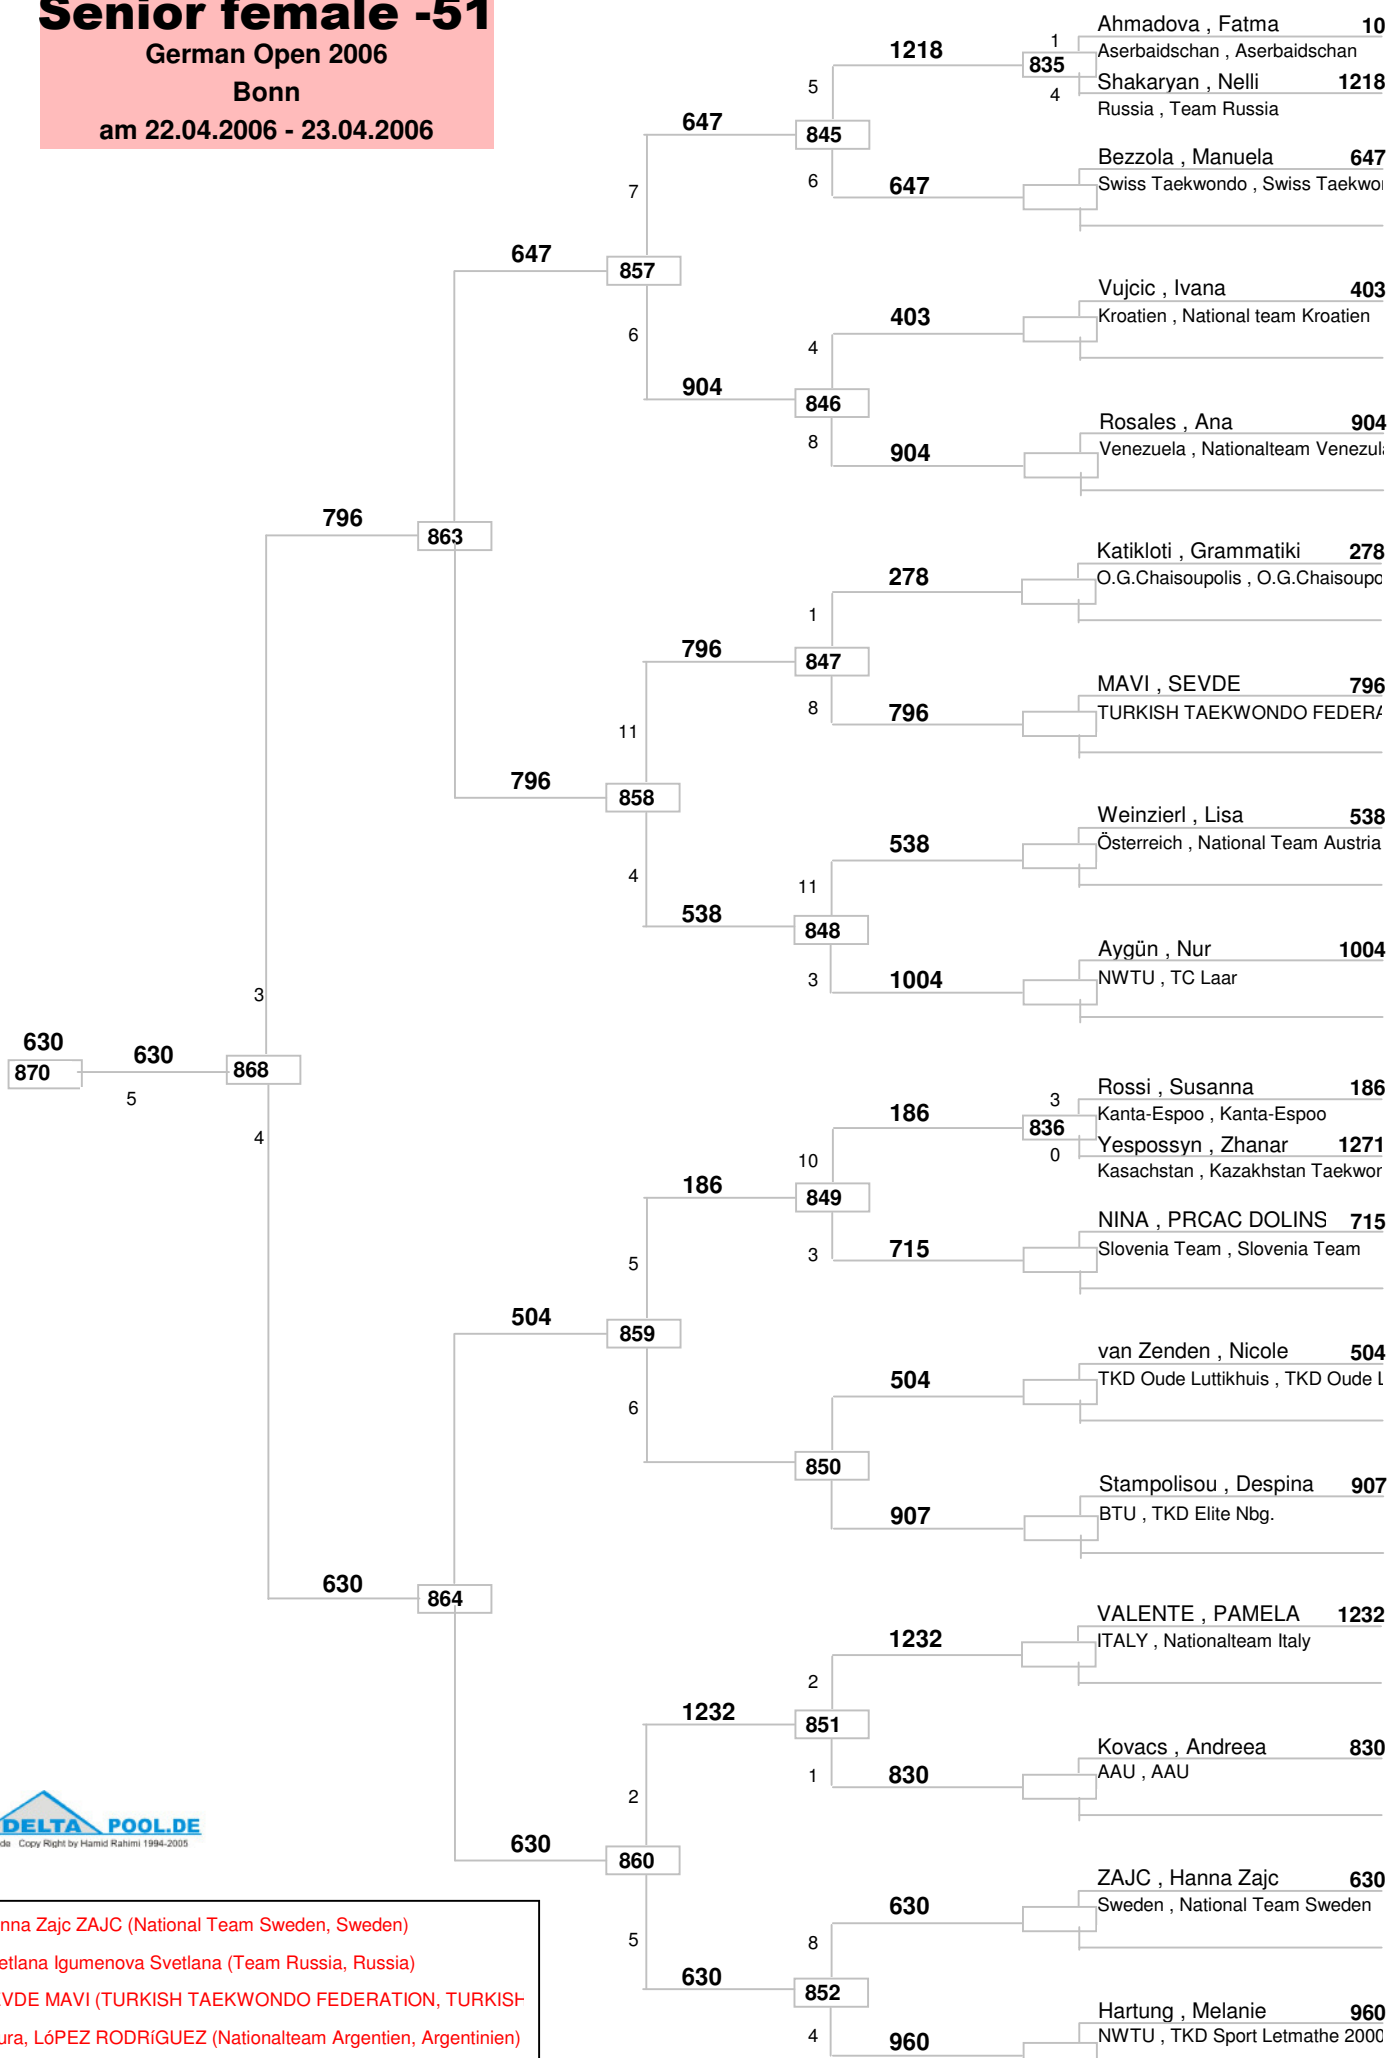 Senior female -51
German Open 2006
Bonn
am 22.04.2006 - 23.04.2006
Ahmadova , Fatma 10
Aserbaidschan , Aserbaidschan
1
835
1218
4
Shakaryan , Nelli 1218
Russia , Team Russia
5
845
647
6
647
Bezzola , Manuela 647
Swiss Taekwondo , Swiss
7
857
647
6
Vujcic , Ivana 403
Kroatien , National team Kroatien
403
4
846
904
8
904
Rosales , Ana 904
Venezuela , Nationalteam
796
863
Katikloti , Grammatiki 278
O.G.Chaisoupolis ,
278
1
847
796
8
796
MAVI , SEVDE 796
TURKISH TAEKWONDO
11
858
796
4
Weinzierl , Lisa 538
Österreich , National Team Austria
538
11
848
538
3
1004
Aygün , Nur 1004
NWTU , TC Laar
3
630
870
630
5
868
4
Rossi , Susanna 186
Kanta-Espoo , Kanta-Espoo
3
836
186
0
Yespossyn , Zhanar 1271
Kasachstan , Kazakhstan
10
849
186
3
715
NINA , PRCAC DOLINS 715
Slovenia Team , Slovenia Team
5
859
504
6
van Zenden , Nicole 504
TKD Oude Luttikhuis , TKD Oude
504
850
907
Stampolisou , Despina 907
BTU , TKD Elite Nbg.
630
864
VALENTE , PAMELA 1232
ITALY , Nationalteam Italy
1232
2
851
1232
1
830
Kovacs , Andreea 830
AAU , AAU
2
860
630
5
ZAJC , Hanna Zajc 630
Sweden , National Team Sweden
630
8
852
630
4
960
Hartung , Melanie 960
NWTU , TKD Sport Letmathe 2000
DELTA POOL.DE
de Copy Right by Hamid Rahimi 1994-2005
Zajc ZAJC (National Team Sweden, Sweden)
Igumenova Svetlana (Team Russia, Russia)
MAVI (TURKISH TAEKWONDO FEDERATION, TURKISH
LóPEZ RODRíGUEZ (Nationalteam Argentien, Argentinien)